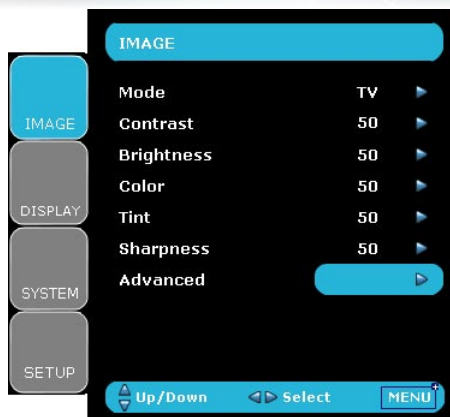 IMAGE
IMAGE
DISPLAY
SYSTEM
SETUP
Mode TV
Contrast 50
Brightness 50
Color 50
Tint 50
Sharpness 50
Advanced
Up/Down Select MENU